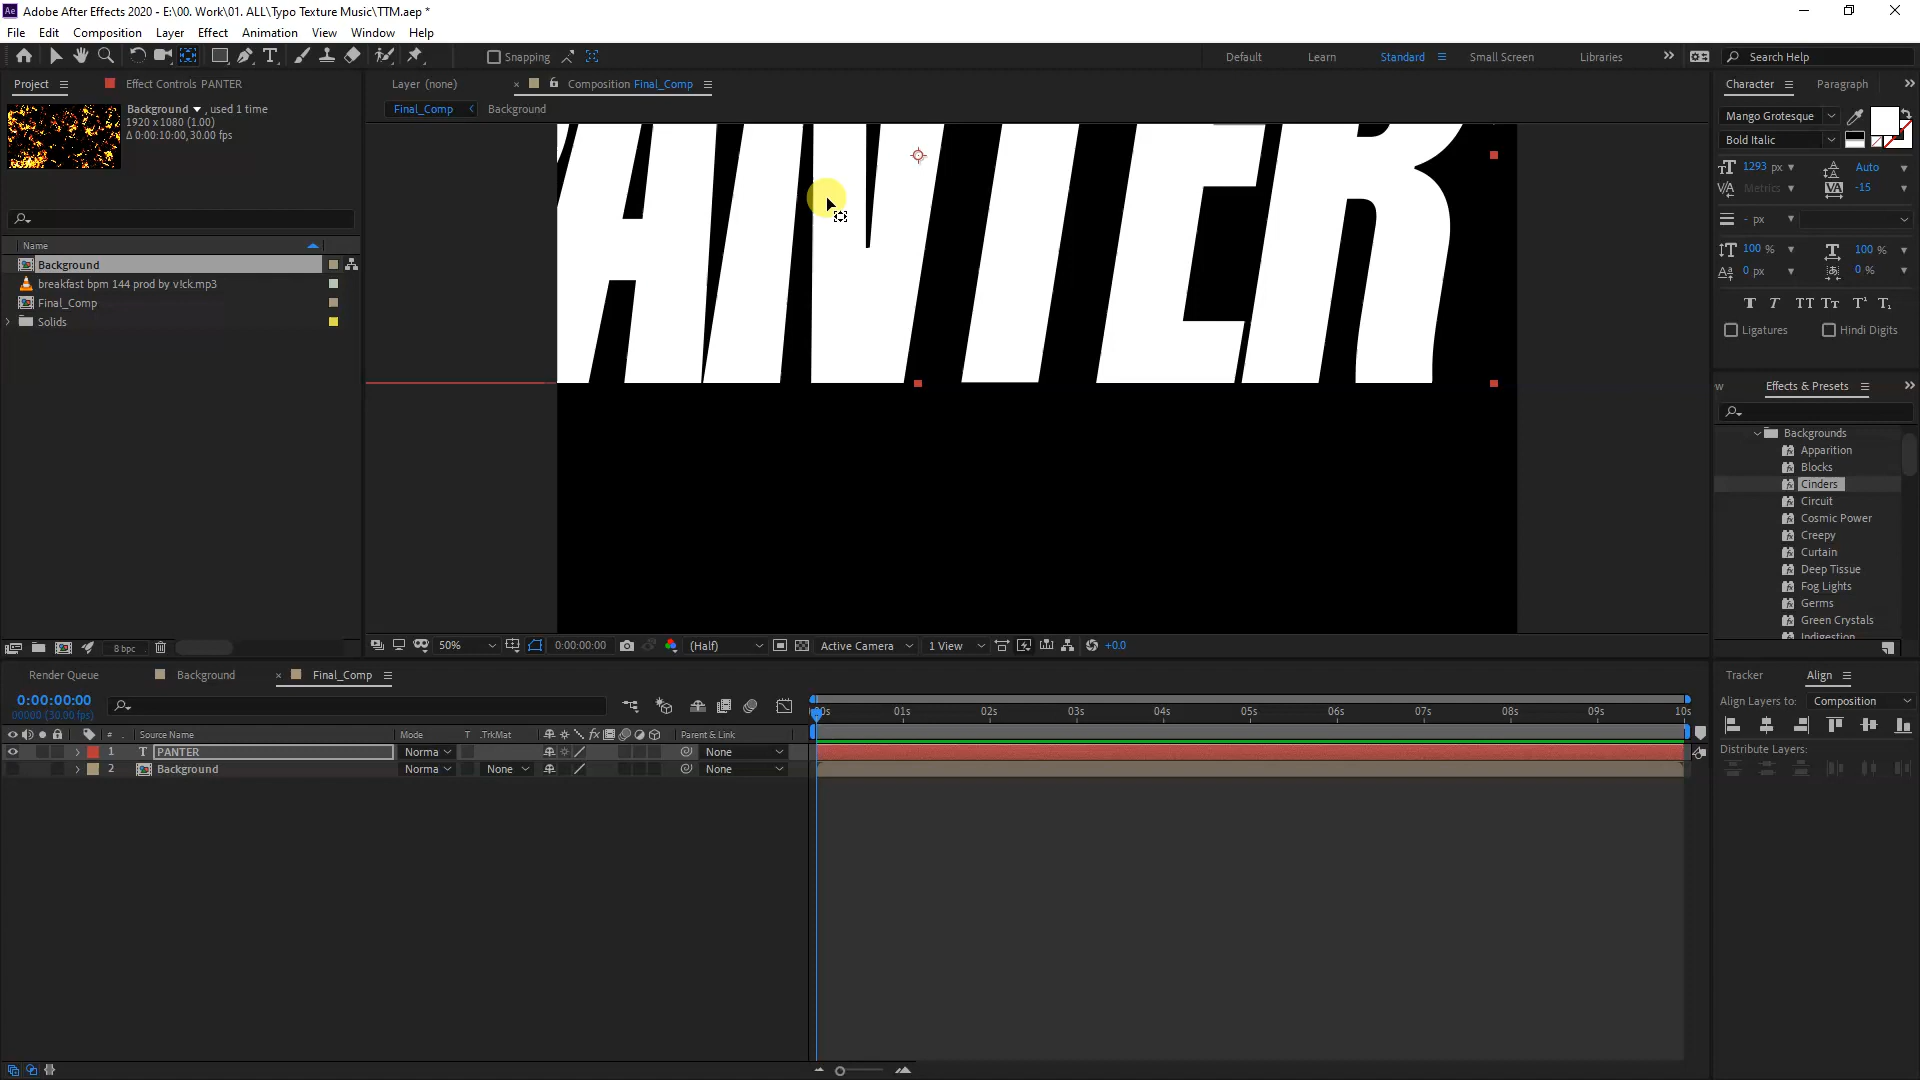 Adobe After Effects 2020 - E:\00. Work\01. ALL\Typo Texture Music\TTM.aep *
File Edit Composition Layer Effect Animation View Window Help
Snapping
Default Learn Standard Small Screen Libraries Search Help
Project Effect Controls PANTER
Layer (none) Composition Final_Comp
Character Paragraph
Final_Comp Background
Background , used 1 time
1920 x 1080 (1.00)
Δ 0:00:10:00, 30.00 fps
Mango Grotesque
Bold Italic
1293 px Auto
Metrics -15
- px
100 % 100 %
0 px 0 %
Ligatures Hindi Digits
ANTER
Name
Background
breakfast bpm 144 prod by v!ck.mp3
Final_Comp
Solids
Effects & Presets
Backgrounds
Apparition
Blocks
Cinders
Circuit
Cosmic Power
Creepy
Curtain
Deep Tissue
Fog Lights
Germs
Green Crystals
Indigestion
8 bpc
50% 0:00:00:00 (Half) Active Camera 1 View +0.0
Render Queue Background Final_Comp
Tracker Align
0:00:00:00
00000 (30.00 fps)
Align Layers to: Composition
01s 02s 03s 04s 05s 06s 07s 08s 09s 10s
# Source Name Mode T .TrkMat Parent & Link
Distribute Layers:
1 T PANTER Norma None
2 Background Norma None None